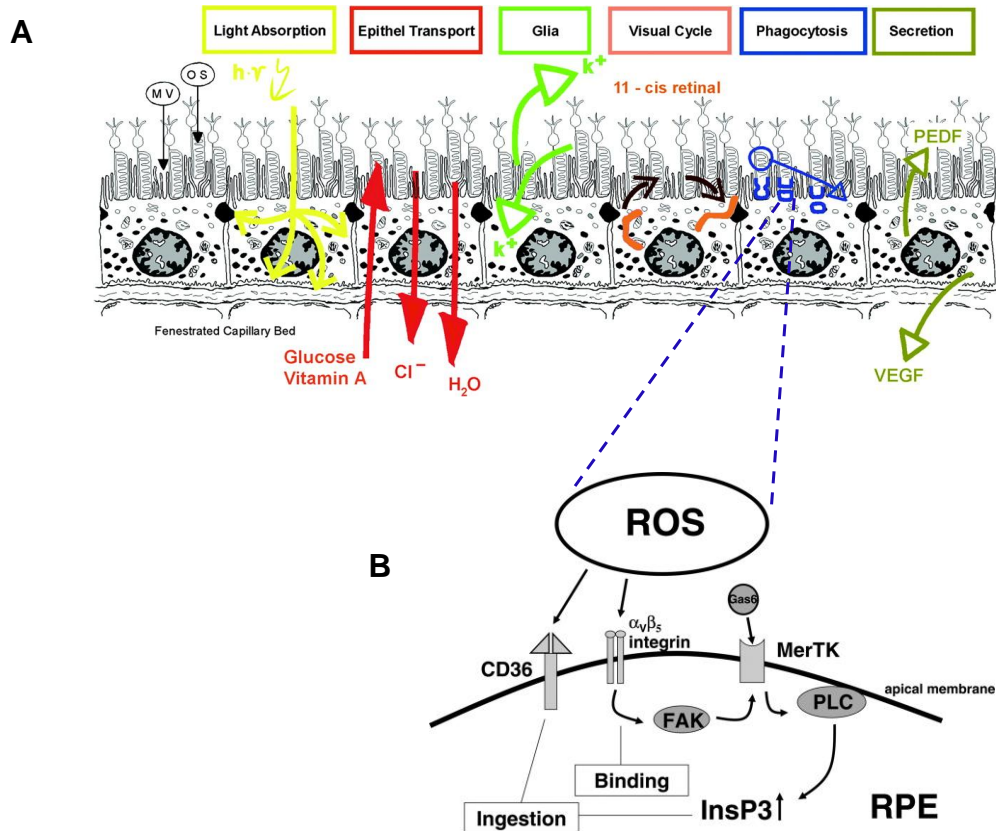 A
Light Absorption
Epithel Transport
Glia
Visual Cycle
Phagocytosis
Secretion
h·r
MV
OS
K⁺
11 - cis retinal
PEDF
K⁺
Fenestrated Capillary Bed
Glucose
Vitamin A
Cl⁻
H₂O
VEGF
ROS
B
Gas6
αVβ5
integrin
CD36
MerTK
apical membrane
PLC
FAK
Binding
InsP3↑
RPE
Ingestion